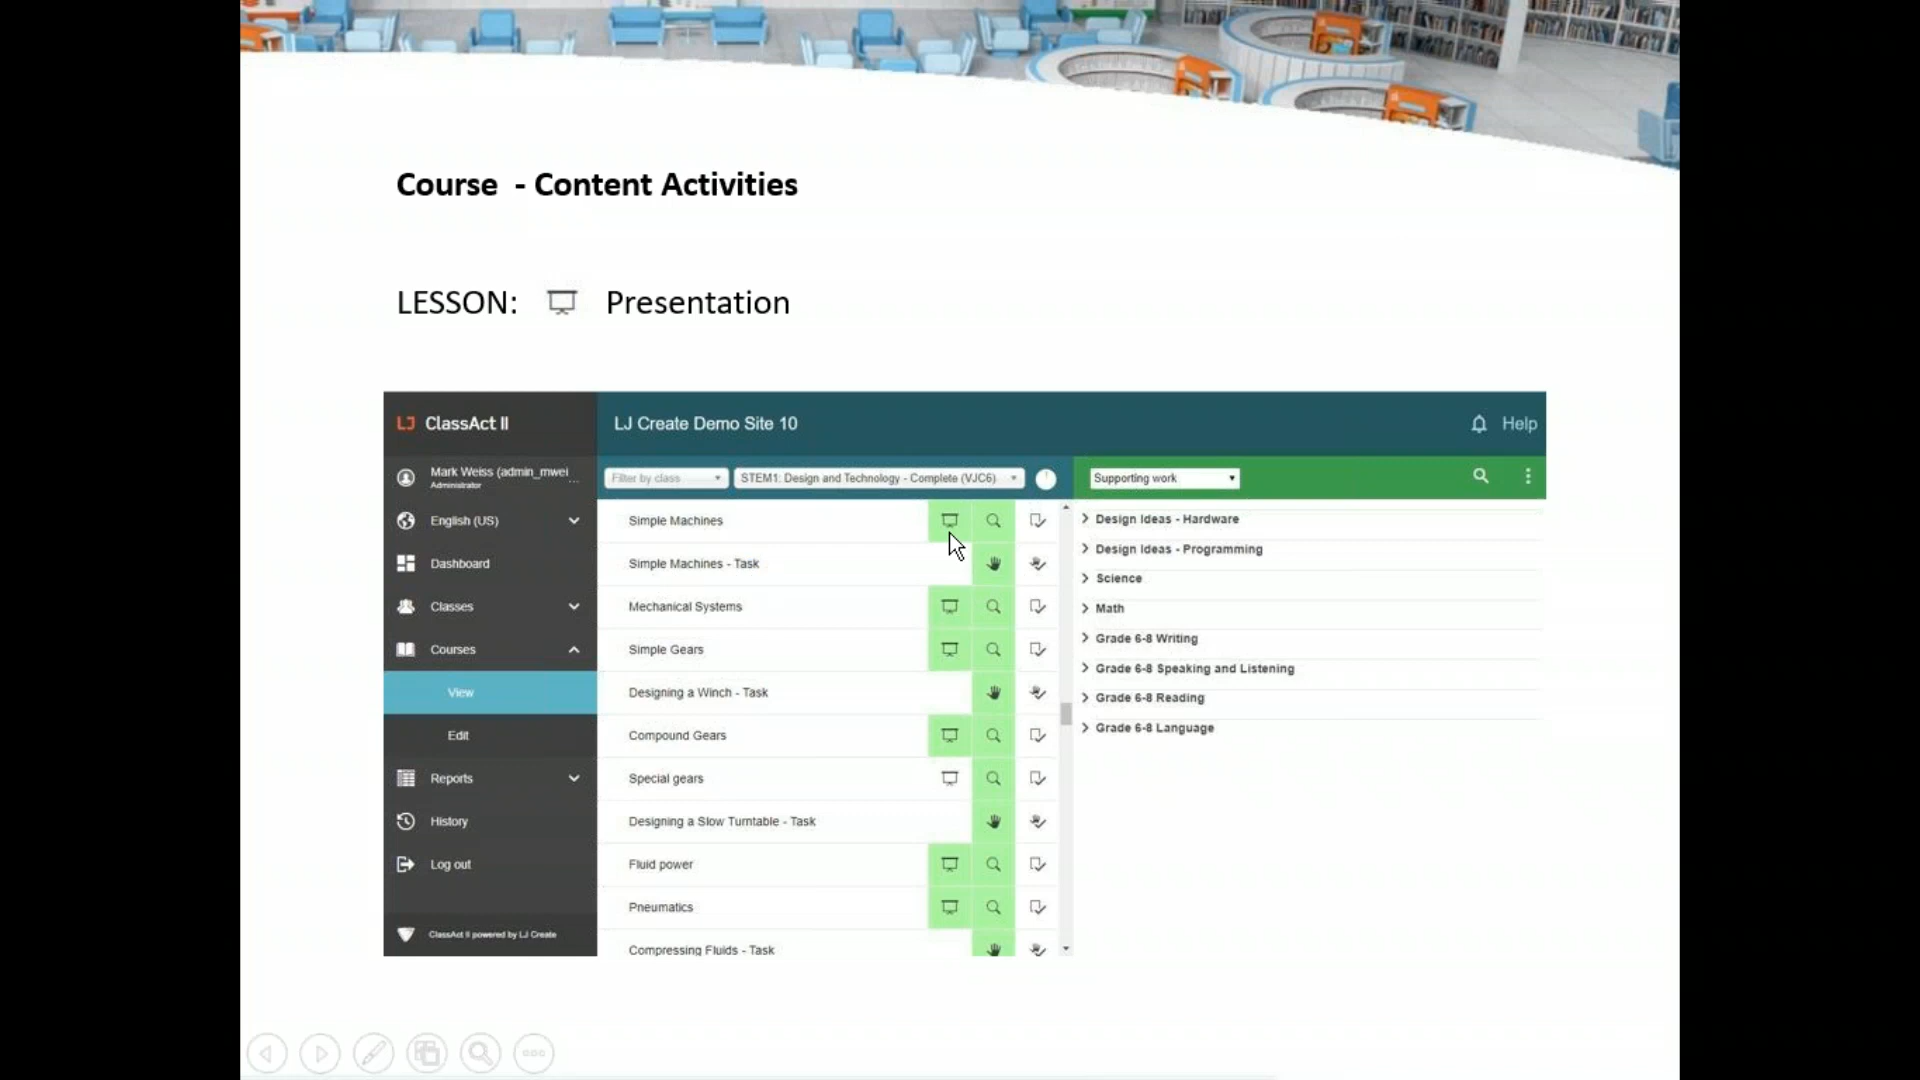 Course - Content Activities
LESSON: Presentation
LJ ClassAct II
LJ Create Demo Site 10
Help
Mark Weiss (admin_mwei...
Administrator
Filter by class
STEM1: Design and Technology - Complete (VJC6)
Supporting work
English (US)
Dashboard
Classes
Courses
View
Edit
Reports
History
Log out
ClassAct II powered by LJ Create
Simple Machines
Simple Machines - Task
Mechanical Systems
Simple Gears
Designing a Winch - Task
Compound Gears
Special gears
Designing a Slow Turntable - Task
Fluid power
Pneumatics
Compressing Fluids - Task
Design Ideas - Hardware
Design Ideas - Programming
Science
Math
Grade 6-8 Writing
Grade 6-8 Speaking and Listening
Grade 6-8 Reading
Grade 6-8 Language